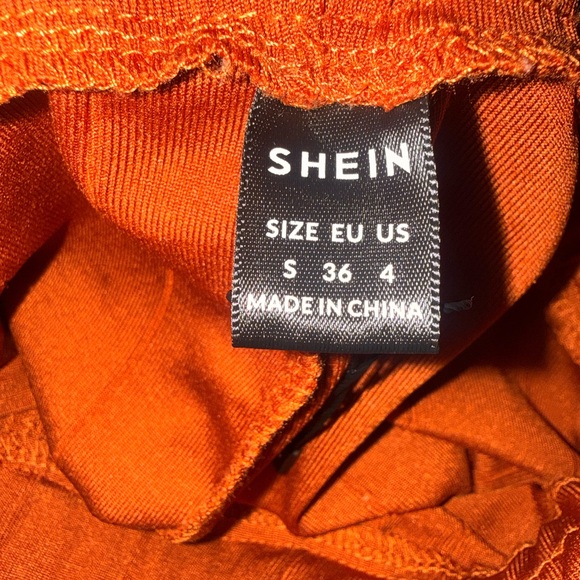 SHEIN
SIZE EU US
S 36 4
MADE IN CHINA